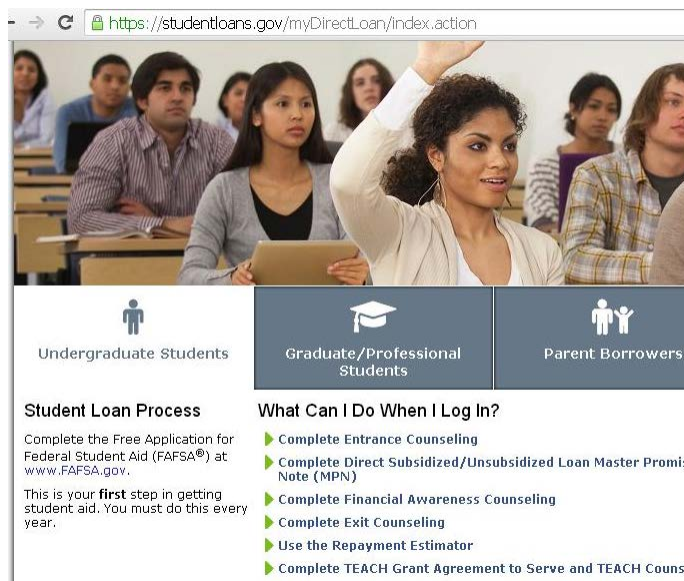 https://studentloans.gov/myDirectLoan/index.action
Undergraduate Students
Graduate/Professional
Students
Parent Borrowers
Student Loan Process
Complete the Free Application for
Federal Student Aid (FAFSA®) at
www.FAFSA.gov.
This is your first step in getting
student aid. You must do this every
year.
What Can I Do When I Log In?
Complete Entrance Counseling
Complete Direct Subsidized/Unsubsidized Loan Master Promis
Note (MPN)
Complete Financial Awareness Counseling
Complete Exit Counseling
Use the Repayment Estimator
Complete TEACH Grant Agreement to Serve and TEACH Couns